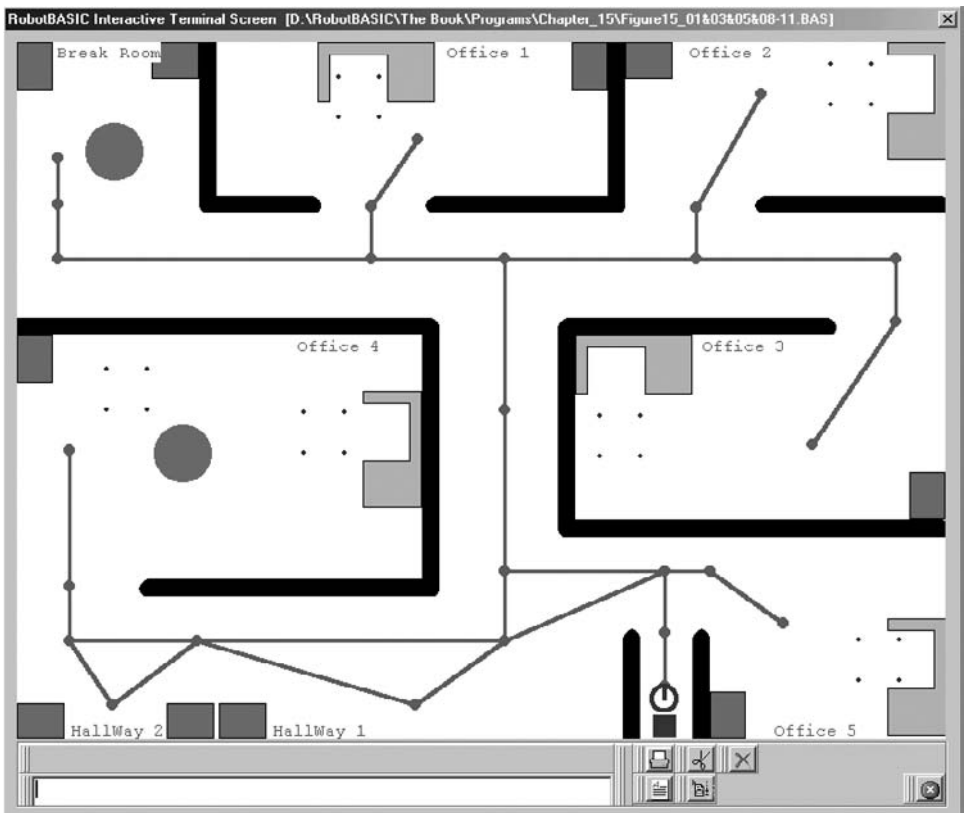 RobotBASIC Interactive Terminal Screen [D:\RobotBASIC\The Book\Programs\Chapter_15\Figure15_01&03&05&08-11.BAS]
Break Room
Office 1
Office 2
Office 4
Office 3
HallWay 2
HallWay 1
Office 5